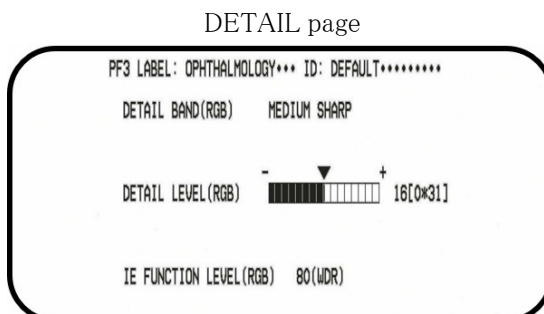 DETAIL page
PF3 LABEL: OPHTHALMOLOGY••• ID: DEFAULT•••••••••
DETAIL BAND(RGB) MEDIUM SHARP
- +
DETAIL LEVEL(RGB) 16[0*31]
IE FUNCTION LEVEL(RGB) 80(WDR)